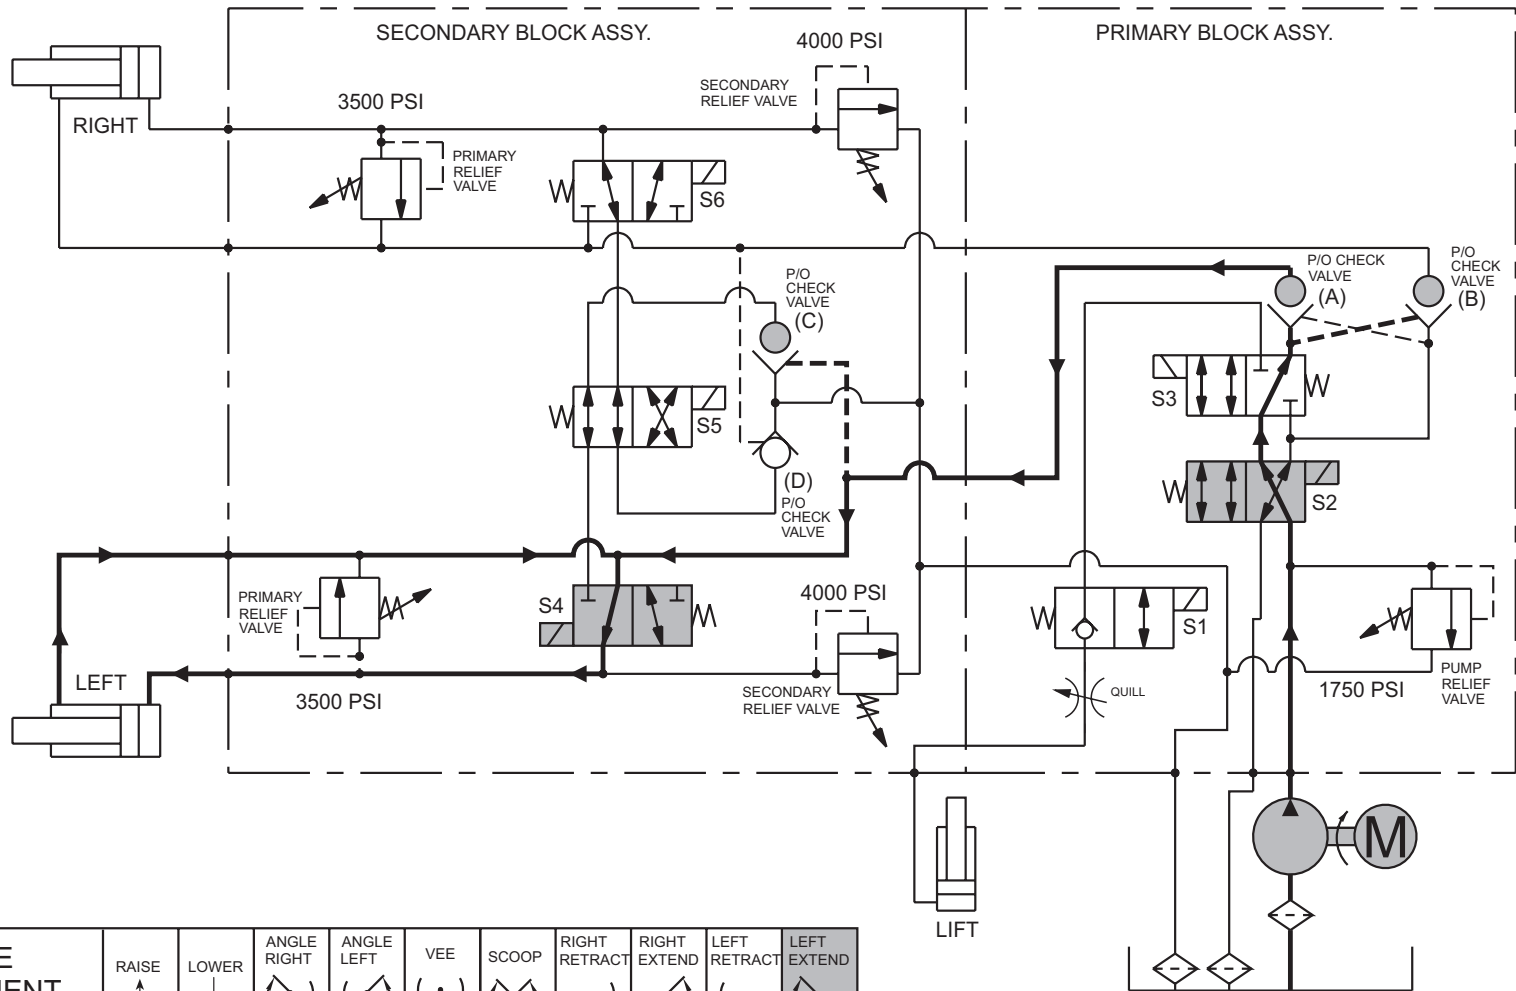 SECONDARY BLOCK ASSY.
4000 PSI
PRIMARY BLOCK ASSY.
SECONDARY
RELIEF VALVE
3500 PSI
RIGHT
PRIMARY
RELIEF
VALVE
S6
P/O
CHECK
VALVE
(C)
P/O CHECK
VALVE
(A)
P/O
CHECK
VALVE
(B)
S3
S5
(D)
P/O
CHECK
VALVE
S2
PRIMARY
RELIEF
VALVE
S4
4000 PSI
S1
LEFT
3500 PSI
SECONDARY
RELIEF VALVE
QUILL
1750 PSI
PUMP
RELIEF
VALVE
M
LIFT
RAISE
LOWER
ANGLE
RIGHT
ANGLE
LEFT
VEE
SCOOP
RIGHT
RETRACT
RIGHT
EXTEND
LEFT
RETRACT
LEFT
EXTEND